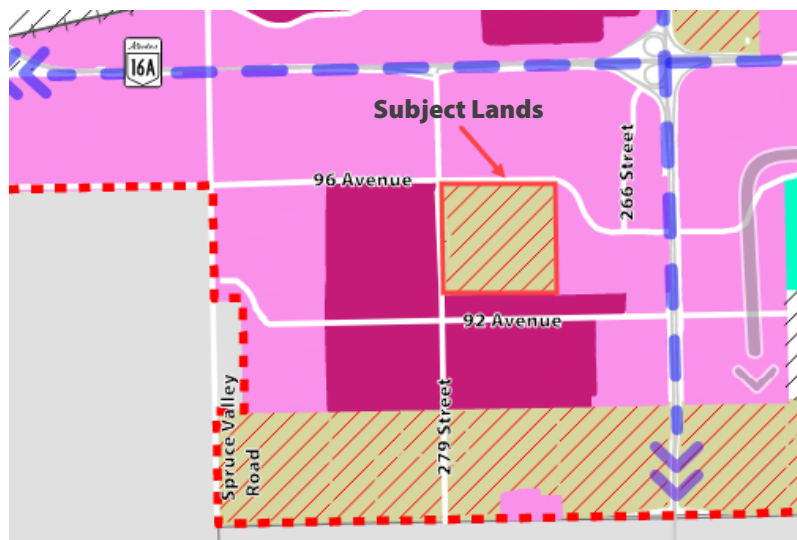 Alberta
16A
Subject Lands
96 Avenue
266 Street
92 Avenue
279 Street
Spruce Valley
Road